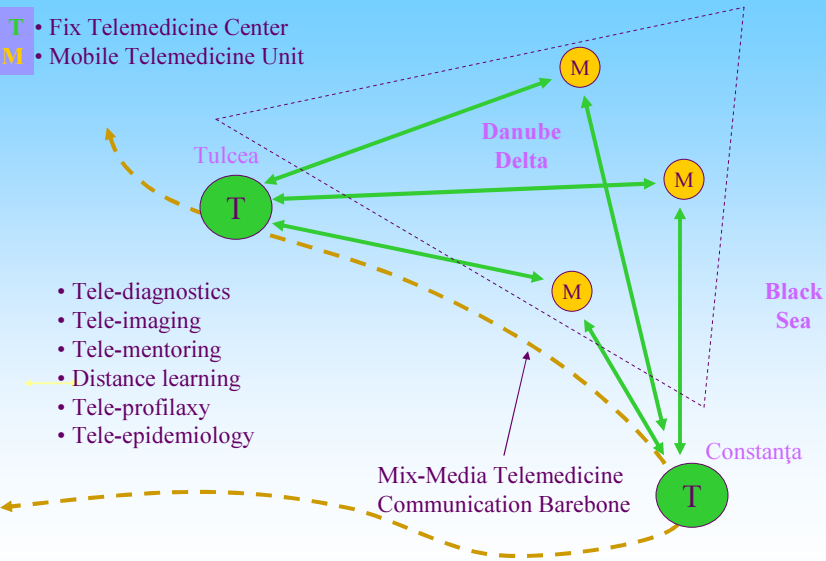 T • Fix Telemedicine Center
M • Mobile Telemedicine Unit
M
Danube
Delta
Tulcea
M
T
M
Black
Sea
• Tele-diagnostics
• Tele-imaging
• Tele-mentoring
• Distance learning
• Tele-profilaxy
• Tele-epidemiology
Constanţa
Mix-Media Telemedicine
Communication Barebone
T